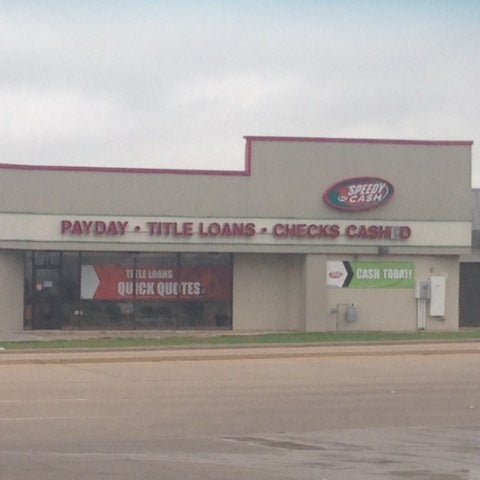 SPEEDY
CASH
PAYDAY • TITLE LOANS • CHECKS CASHED
TITLE LOANS
QUICK QUOTES
CASH TODAY!